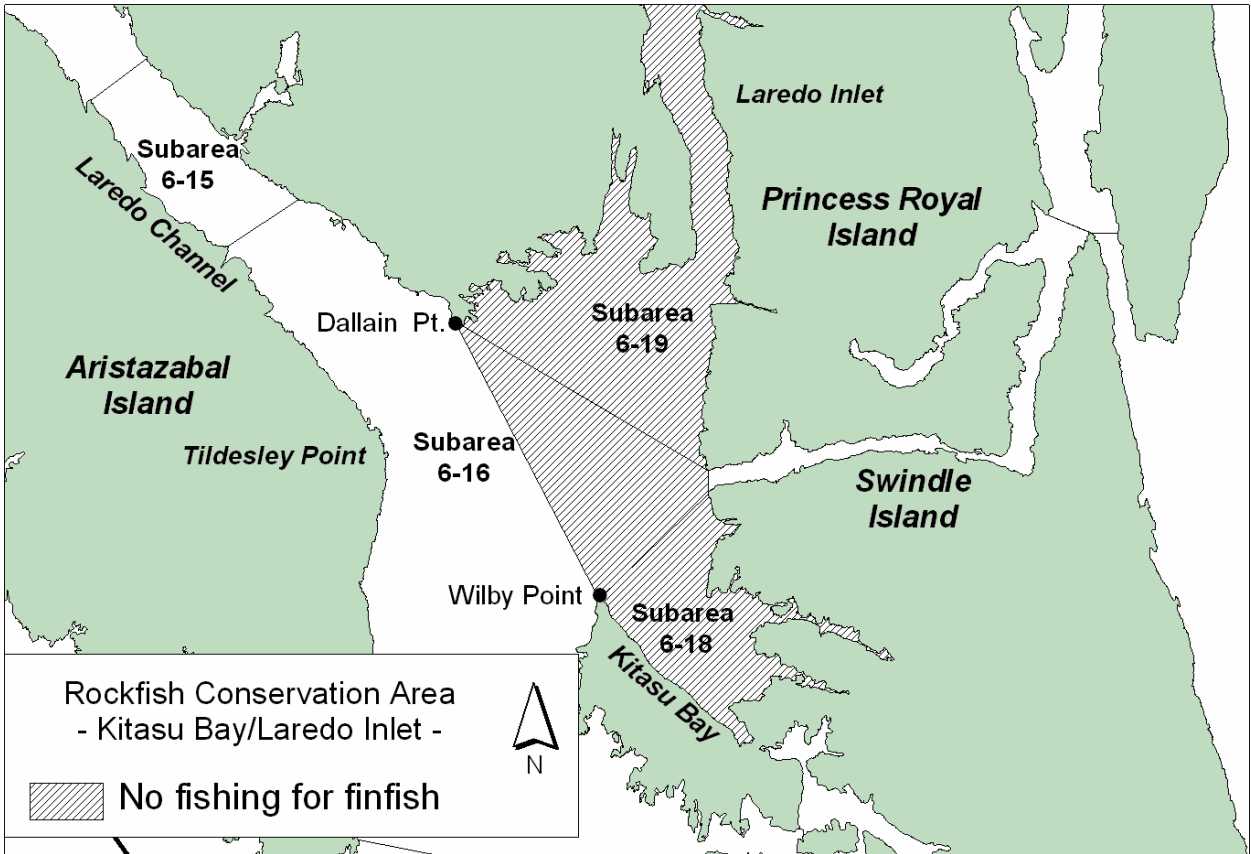 Laredo Inlet
Subarea
6-15
Laredo Channel
Princess Royal
Island
Dallain Pt.
Subarea
6-19
Aristazabal
Island
Tildesley Point
Subarea
6-16
Swindle
Island
Wilby Point
Subarea
6-18
Kitasu Bay
Rockfish Conservation Area
- Kitasu Bay/Laredo Inlet -
N
No fishing for finfish